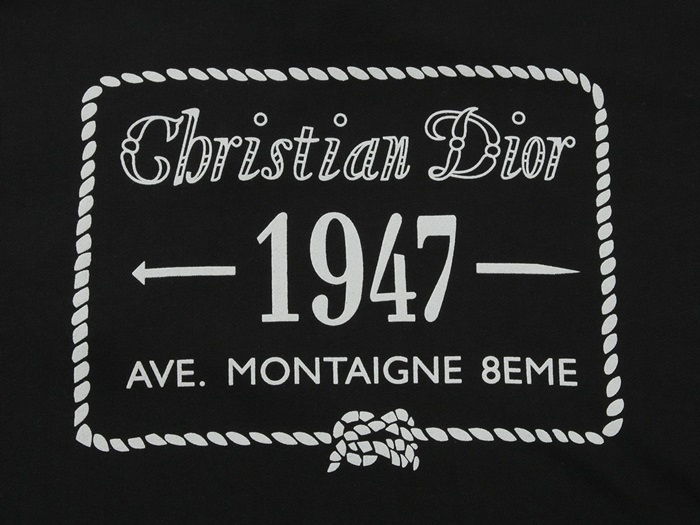 Christian Dior
1947
AVE. MONTAIGNE 8EME